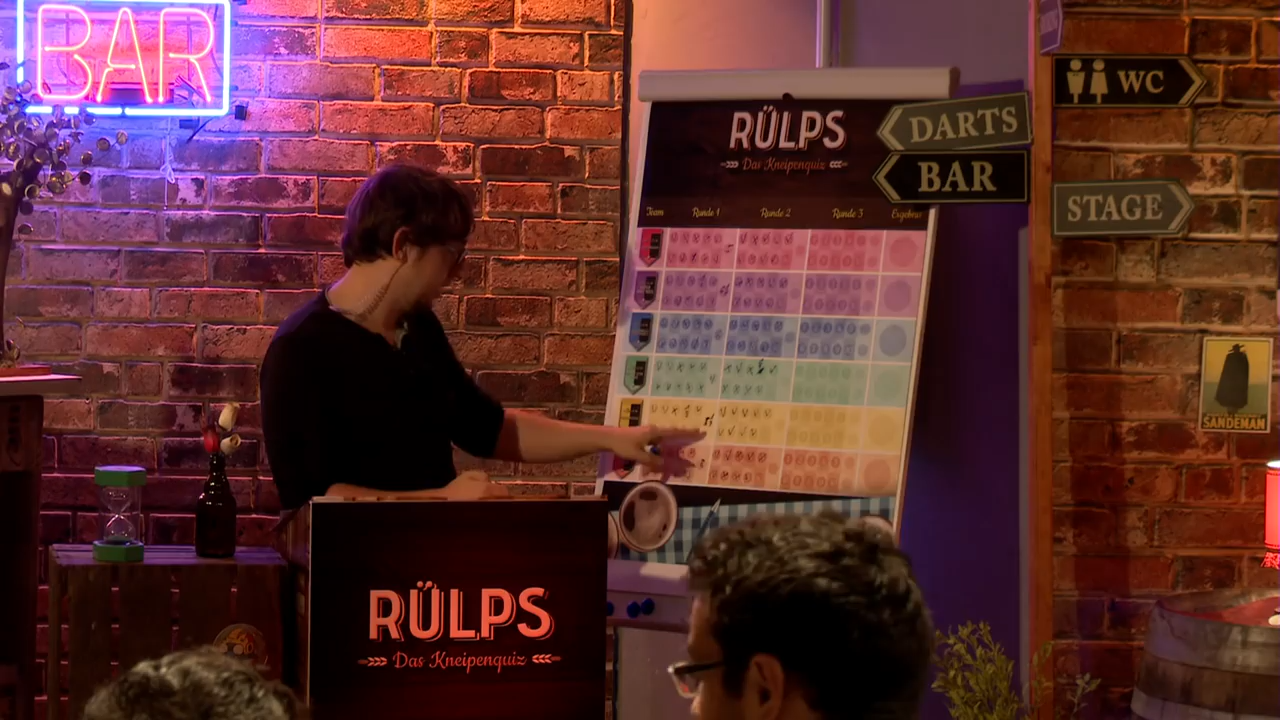 BAR
RÜLPS
Das Kneipenquiz
Team Runde 1 Runde 2 Runde 3 Ergebnis
DARTS
BAR
WC
STAGE
SANDEMAN
RÜLPS
Das Kneipenquiz